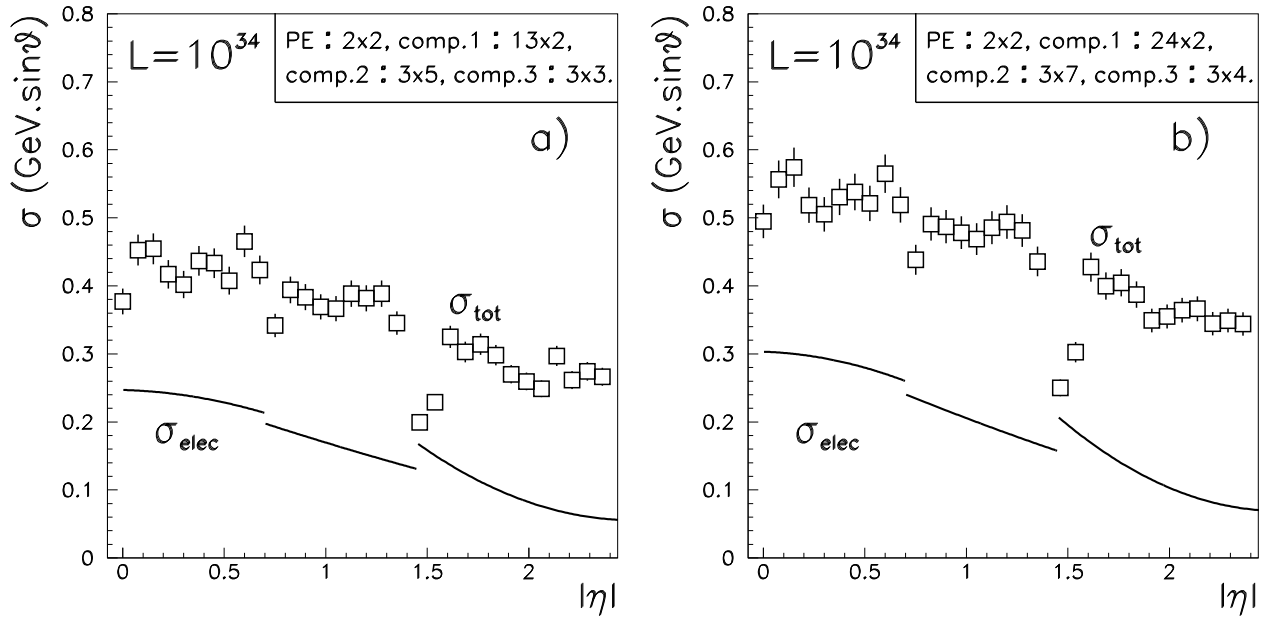 σ (GeV.sinϑ)
0.8
0.7
0.6
0.5
0.4
0.3
0.2
0.1
0
L=10³⁴
PE : 2x2, comp.1 : 13x2,
comp.2 : 3x5, comp.3 : 3x3.
a)
σtot
σelec
0 0.5 1 1.5 2
|η|
σ (GeV.sinϑ)
0.8
0.7
0.6
0.5
0.4
0.3
0.2
0.1
0
L=10³⁴
PE : 2x2, comp.1 : 24x2,
comp.2 : 3x7, comp.3 : 3x4.
b)
σtot
σelec
0 0.5 1 1.5 2
|η|